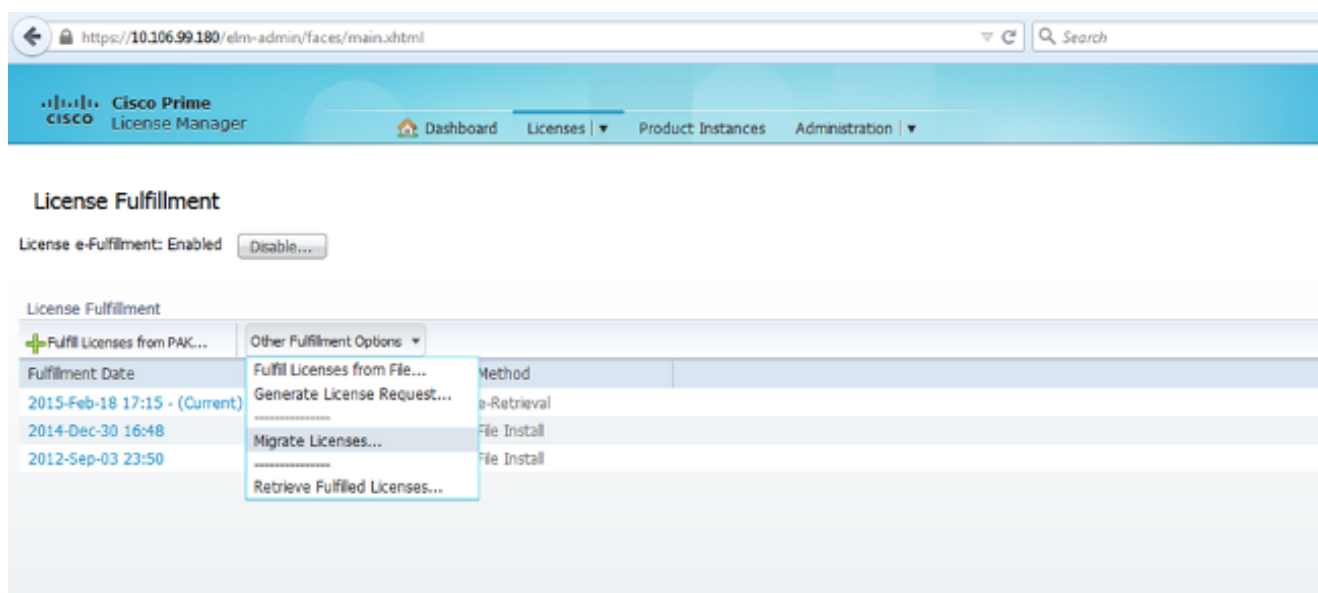 https://10.106.99.180/elm-admin/faces/main.xhtml
Search
Cisco Prime
CISCO License Manager
Dashboard Licenses Product Instances Administration
License Fulfillment
License e-Fulfillment: Enabled Disable...
License Fulfillment
Fulfill Licenses from PAK... Other Fulfillment Options
Fulfillment Date Method
Fulfill Licenses from File...
Generate License Request...
---------------
Migrate Licenses...
---------------
Retrieve Fulfilled Licenses...
2015-Feb-18 17:15 - (Current) e-Retrieval
2014-Dec-30 16:48 File Install
2012-Sep-03 23:50 File Install